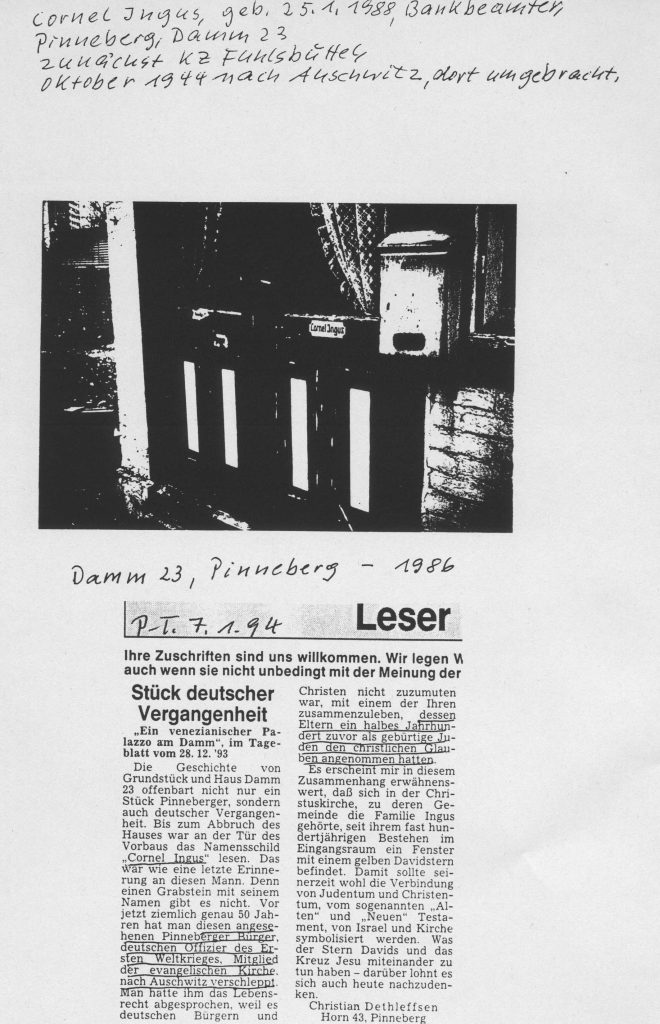 Cornel Ingus, geb. 25.1.1988, Bankbeamter,
Pinneberg, Damm 23
zunächst KZ Fuhlsbüttel,
Oktober 1944 nach Auschwitz, dort umgebracht.
Cornel Ingus
Damm 23, Pinneberg - 1986
P-T. 7.1.94
Leser
Ihre Zuschriften sind uns willkommen. Wir legen W
auch wenn sie nicht unbedingt mit der Meinung der
Stück deutscher
Vergangenheit
„Ein venezianischer Pa-
lazzo am Damm“, im Tage-
blatt vom 28. 12. '93
Die Geschichte von
Grundstück und Haus Damm
23 offenbart nicht nur ein
Stück Pinneberger, sondern
auch deutscher Vergangen-
heit. Bis zum Abbruch des
Hauses war an der Tür des
Vorbaus das Namensschild
„Cornel Ingus“ lesen. Das
war wie eine letzte Erinne-
rung an diesen Mann. Denn
einen Grabstein mit seinem
Namen gibt es nicht. Vor
jetzt ziemlich genau 50 Jah-
ren hat man diesen angese-
henen Pinneberger Bürger,
deutschen Offizier des Er-
sten Weltkrieges, Mitglied
der evangelischen Kirche,
nach Auschwitz verschleppt.
Man hatte ihm das Lebens-
recht abgesprochen, weil es
deutschen Bürgern und
Christen nicht zuzumuten
war, mit einem der Ihren
zusammenzuleben, dessen
Eltern ein halbes Jahrhun-
dert zuvor als gebürtige Ju-
den den christlichen Glau-
ben angenommen hatten.
Es erscheint mir in diesem
Zusammenhang erwähnens-
wert, daß sich in der Chri-
stuskirche, zu deren Ge-
meinde die Familie Ingus
gehörte, seit ihrem fast hun-
dertjährigen Bestehen im
Eingangsraum ein Fenster
mit einem gelben Davidstern
befindet. Damit sollte sei-
nerzeit wohl die Verbindung
von Judentum und Christen-
tum, vom sogenannten „Al-
ten“ und „Neuen“ Testa-
ment, von Israel und Kirche
symbolisiert werden. Was
der Stern Davids und das
Kreuz Jesu miteinander zu
tun haben – darüber lohnt es
sich auch heute nachzuden-
ken.
Christian Dethleffsen
Horn 43, Pinneberg